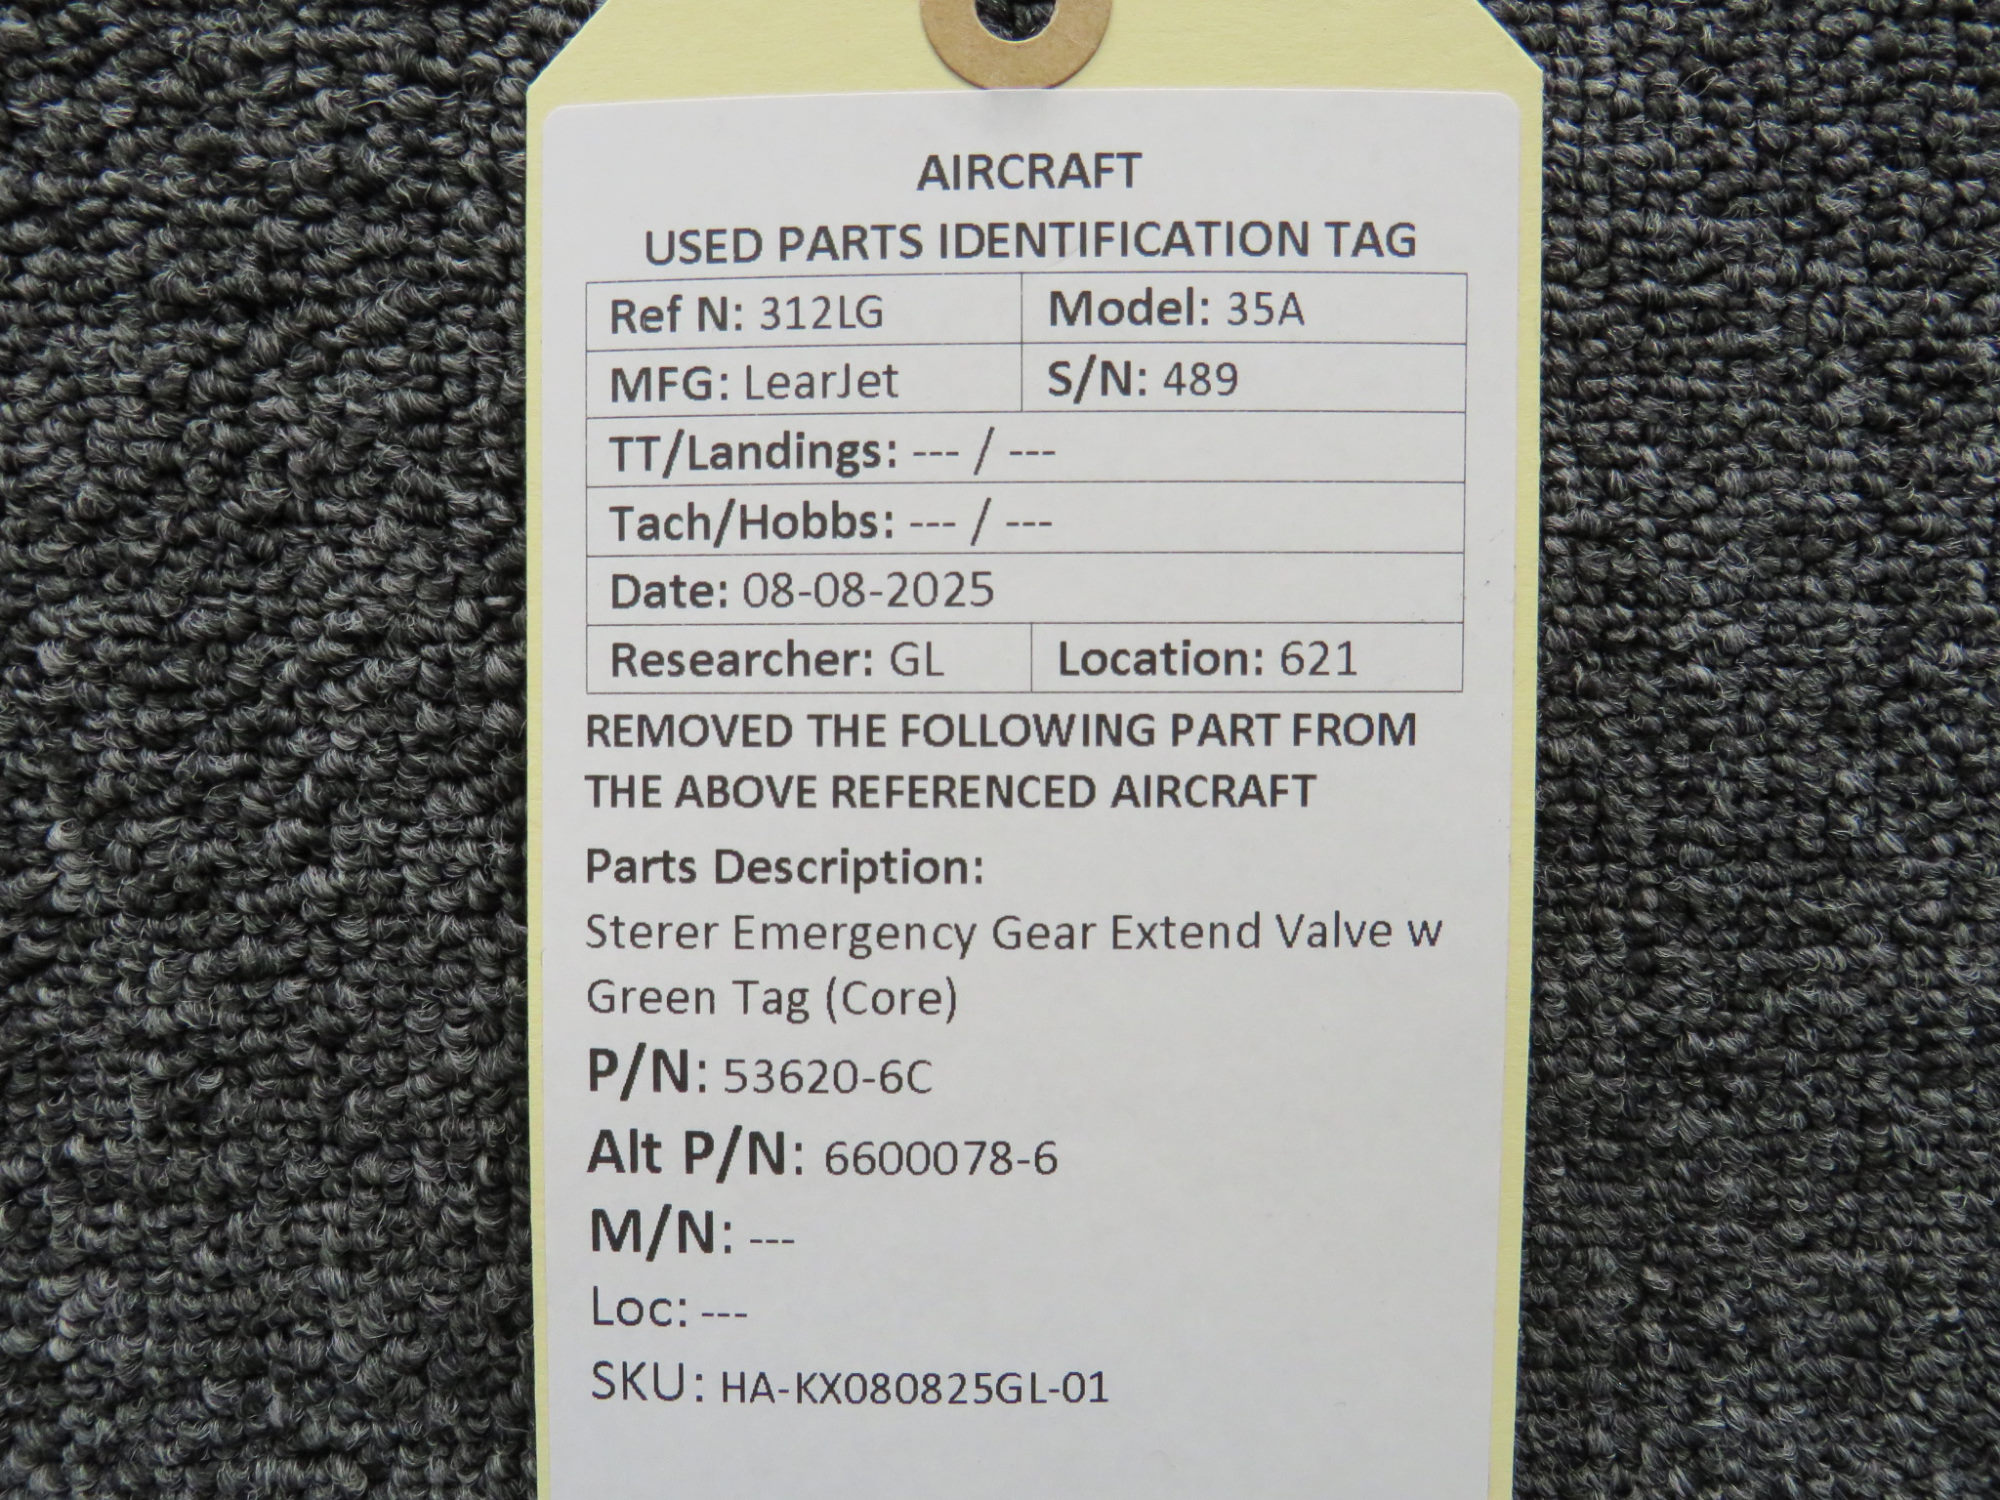 AIRCRAFT
USED PARTS IDENTIFICATION TAG
Ref N: 312LG Model: 35A
MFG: LearJet S/N: 489
TT/Landings: --- / ---
Tach/Hobbs: --- / ---
Date: 08-08-2025
Researcher: GL Location: 621
REMOVED THE FOLLOWING PART FROM
THE ABOVE REFERENCED AIRCRAFT
Parts Description:
Sterer Emergency Gear Extend Valve w
Green Tag (Core)
P/N: 53620-6C
Alt P/N: 6600078-6
M/N: ---
Loc: ---
SKU: HA-KX080825GL-01